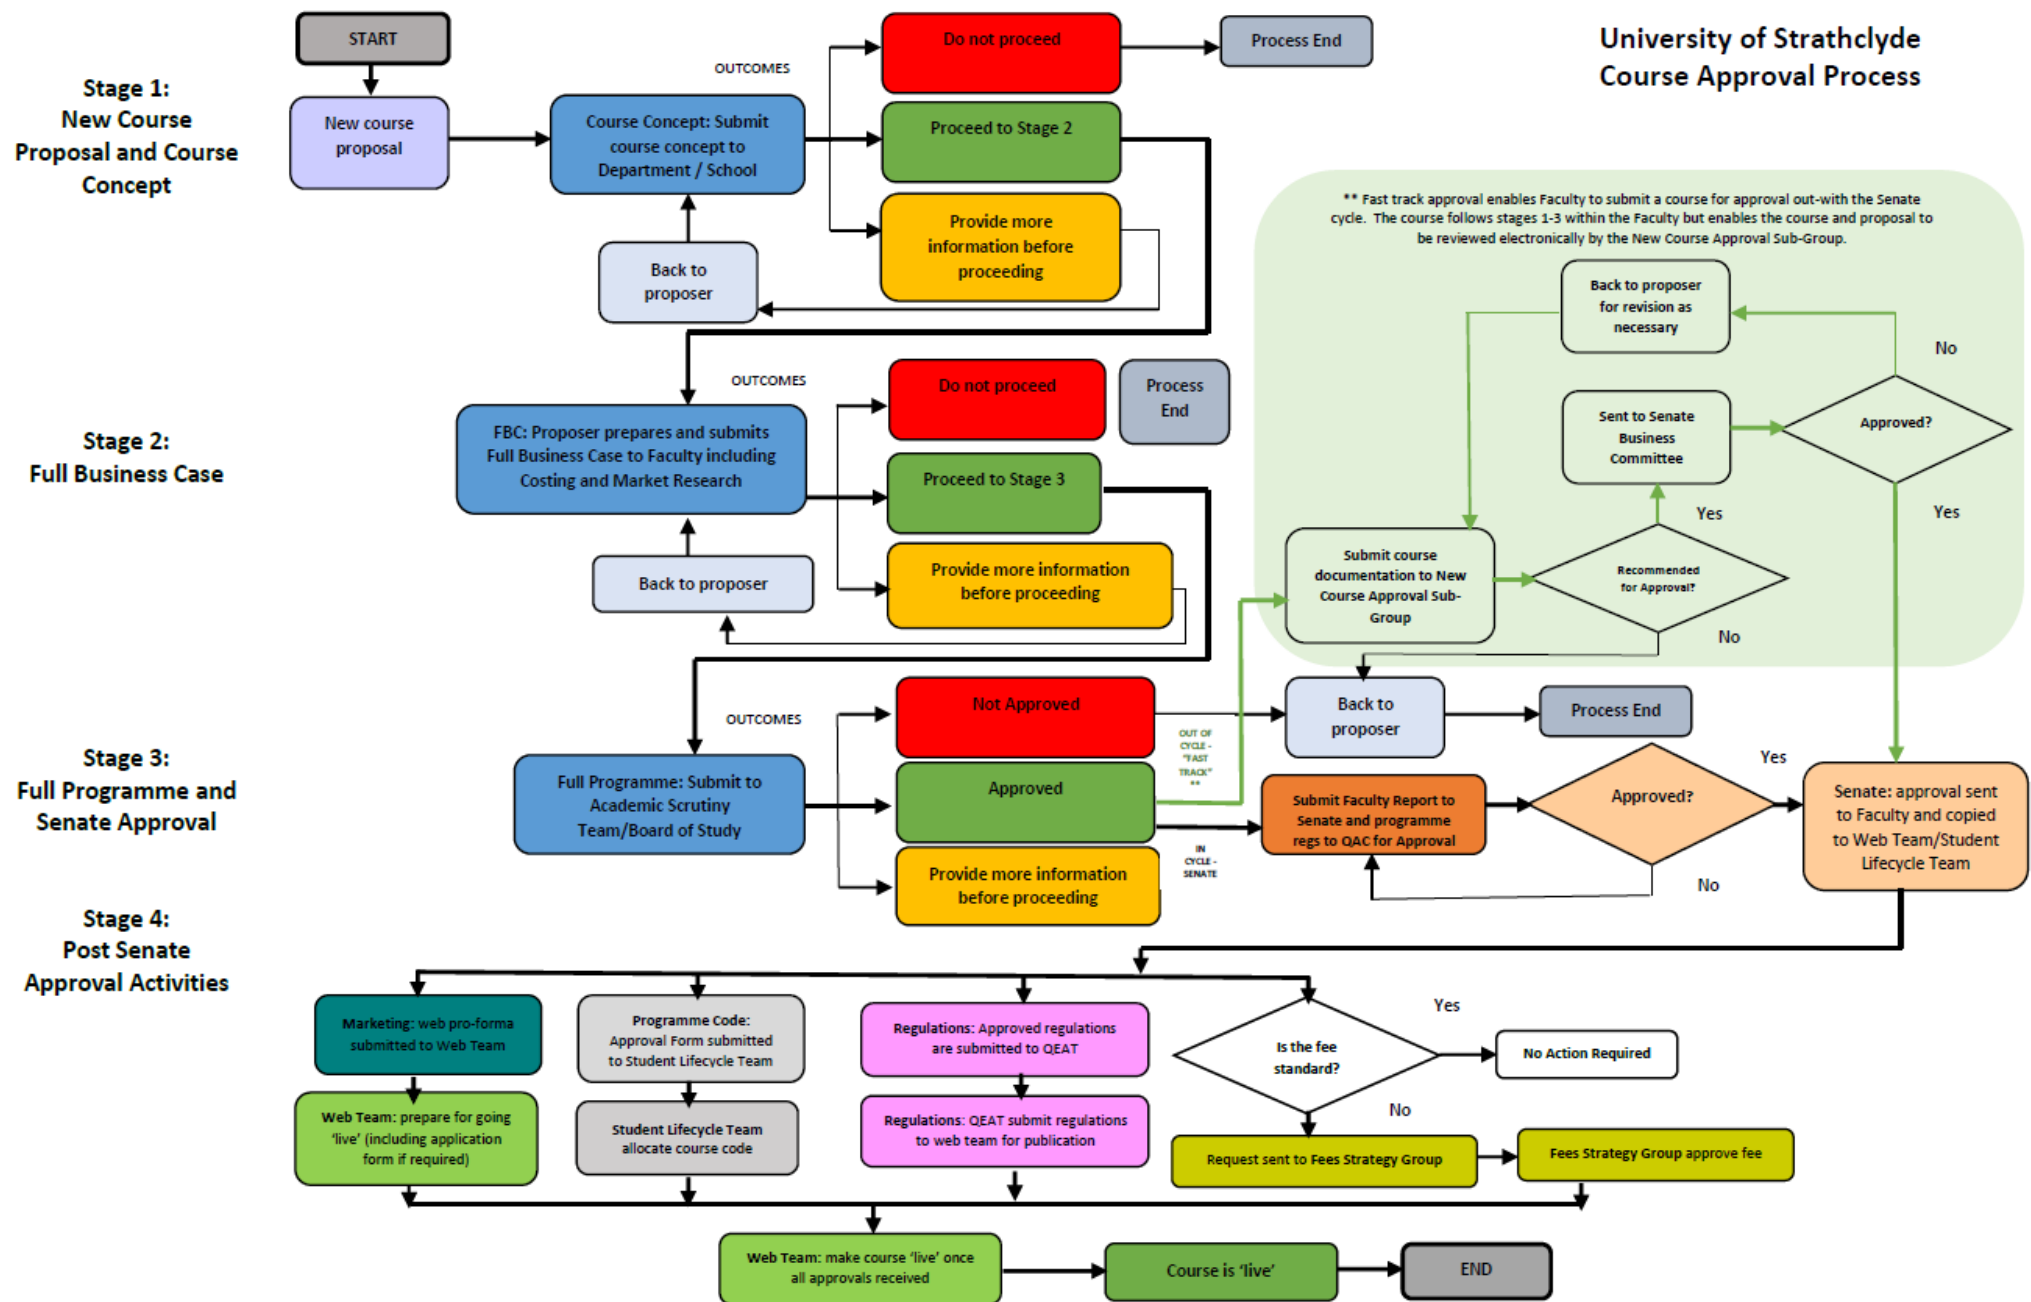 University of Strathclyde
Course Approval Process
Stage 1:
New Course
Proposal and Course
Concept
START
New course
proposal
Course Concept: Submit
course concept to
Department / School
OUTCOMES
Do not proceed
Process End
Proceed to Stage 2
Provide more
information before
proceeding
Back to
proposer
** Fast track approval enables Faculty to submit a course for approval out-with the Senate
cycle. The course follows stages 1-3 within the Faculty but enables the course and proposal to
be reviewed electronically by the New Course Approval Sub-Group.
Back to proposer
for revision as
necessary
No
Sent to Senate
Business
Committee
Approved?
Yes
Yes
Submit course
documentation to New
Course Approval Sub-
Group
Recommended
for Approval?
No
Stage 2:
Full Business Case
OUTCOMES
FBC: Proposer prepares and submits
Full Business Case to Faculty including
Costing and Market Research
Do not proceed
Process
End
Proceed to Stage 3
Provide more information
before proceeding
Back to proposer
Stage 3:
Full Programme and
Senate Approval
OUTCOMES
Full Programme: Submit to
Academic Scrutiny
Team/Board of Study
Not Approved
Approved
Provide more information
before proceeding
OUT OF
CYCLE -
"FAST
TRACK"
**
IN
CYCLE -
SENATE
Back to
proposer
Process End
Submit Faculty Report to
Senate and programme
regs to QAC for Approval
Approved?
Yes
No
Senate: approval sent
to Faculty and copied
to Web Team/Student
Lifecycle Team
Stage 4:
Post Senate
Approval Activities
Marketing: web pro-forma
submitted to Web Team
Web Team: prepare for going
‘live’ (including application
form if required)
Programme Code:
Approval Form submitted
to Student Lifecycle Team
Student Lifecycle Team
allocate course code
Regulations: Approved regulations
are submitted to QEAT
Regulations: QEAT submit regulations
to web team for publication
Is the fee
standard?
Yes
No Action Required
No
Request sent to Fees Strategy Group
Fees Strategy Group approve fee
Web Team: make course ‘live’ once
all approvals received
Course is ‘live’
END